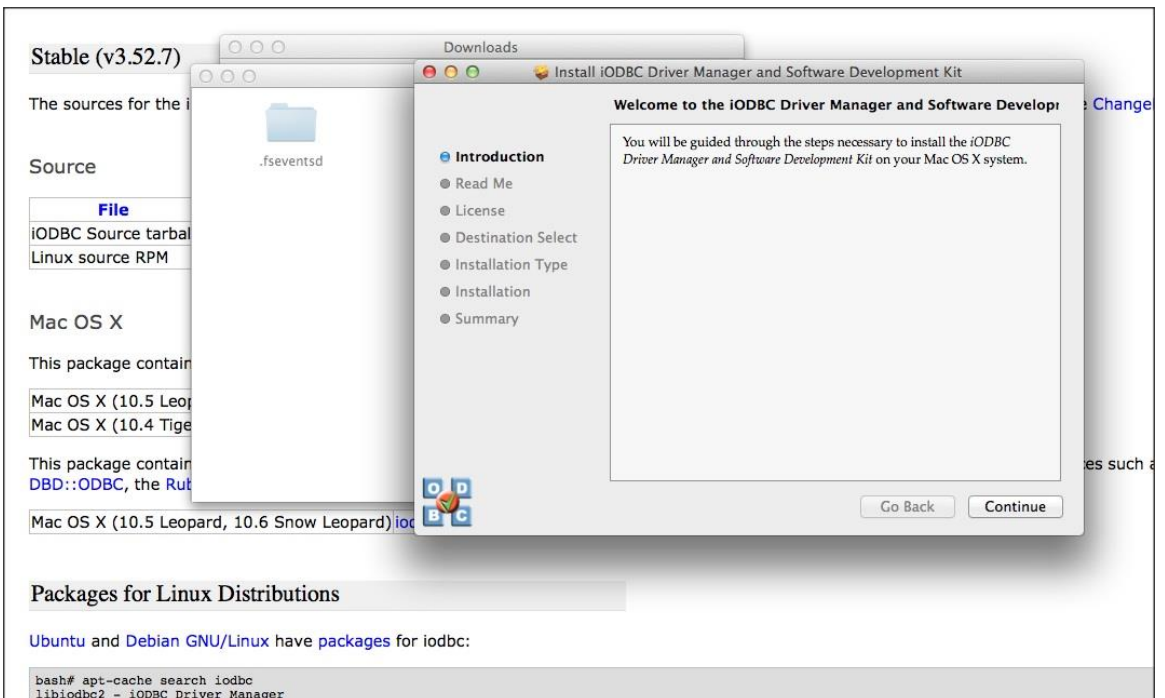 Stable (v3.52.7)
Downloads
Install iODBC Driver Manager and Software Development Kit
The sources for the i
Change
Welcome to the iODBC Driver Manager and Software Develop
You will be guided through the steps necessary to install the iODBC
Driver Manager and Software Development Kit on your Mac OS X system.
Introduction
Read Me
License
Destination Select
Installation Type
Installation
Summary
.fseventsd
Source
File
iODBC Source tarbal
Linux source RPM
Mac OS X
This package contain
Mac OS X (10.5 Leop
Mac OS X (10.4 Tige
This package contain
es such a
DBD::ODBC, the Rub
Mac OS X (10.5 Leopard, 10.6 Snow Leopard) iod
O D
B C
Go Back
Continue
Packages for Linux Distributions
Ubuntu and Debian GNU/Linux have packages for iodbc:
bash# apt-cache search iodbc
libiodbc2 - iODBC Driver Manager